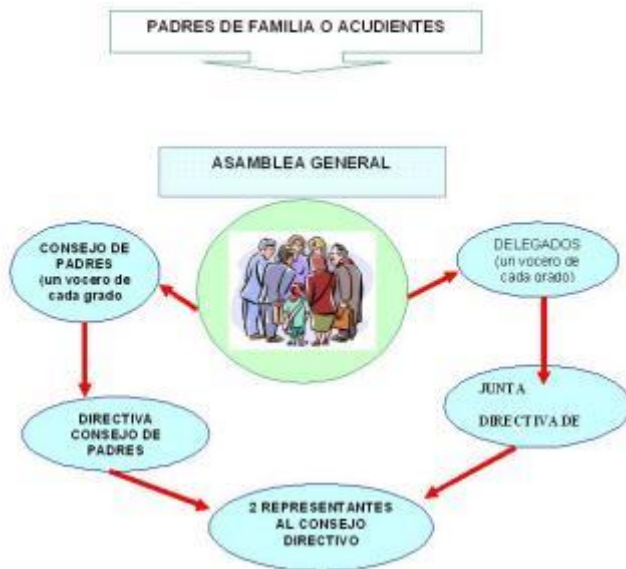 PADRES DE FAMILIA O ACUDIENTES
ASAMBLEA GENERAL
CONSEJO DE
PADRES
(un vocero de
cada grado
DELEGADOS
(un vocero de
cada grado)
DIRECTIVA
CONSEJO DE
PADRES
JUNTA
DIRECTIVA DE
2 REPRESENTANTES
AL CONSEJO
DIRECTIVO